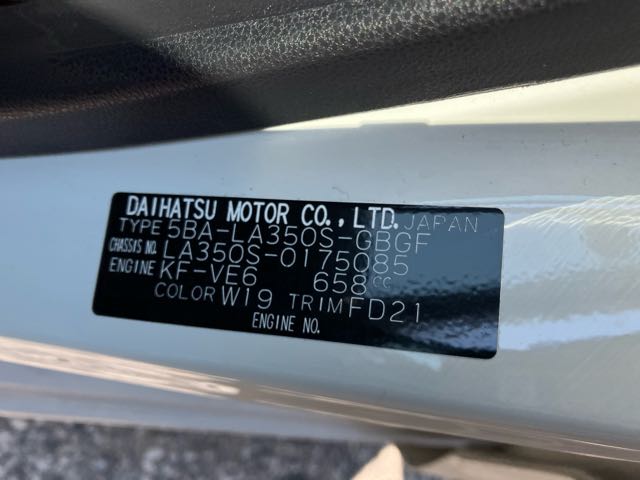 DAIHATSU MOTOR CO., LTD. JAPAN
TYPE 5BA-LA350S-GBGF
CHASSIS NO. LA350S-0175085
ENGINE KF-VE6 658cc
COLOR W19 TRIM FD21
ENGINE NO.